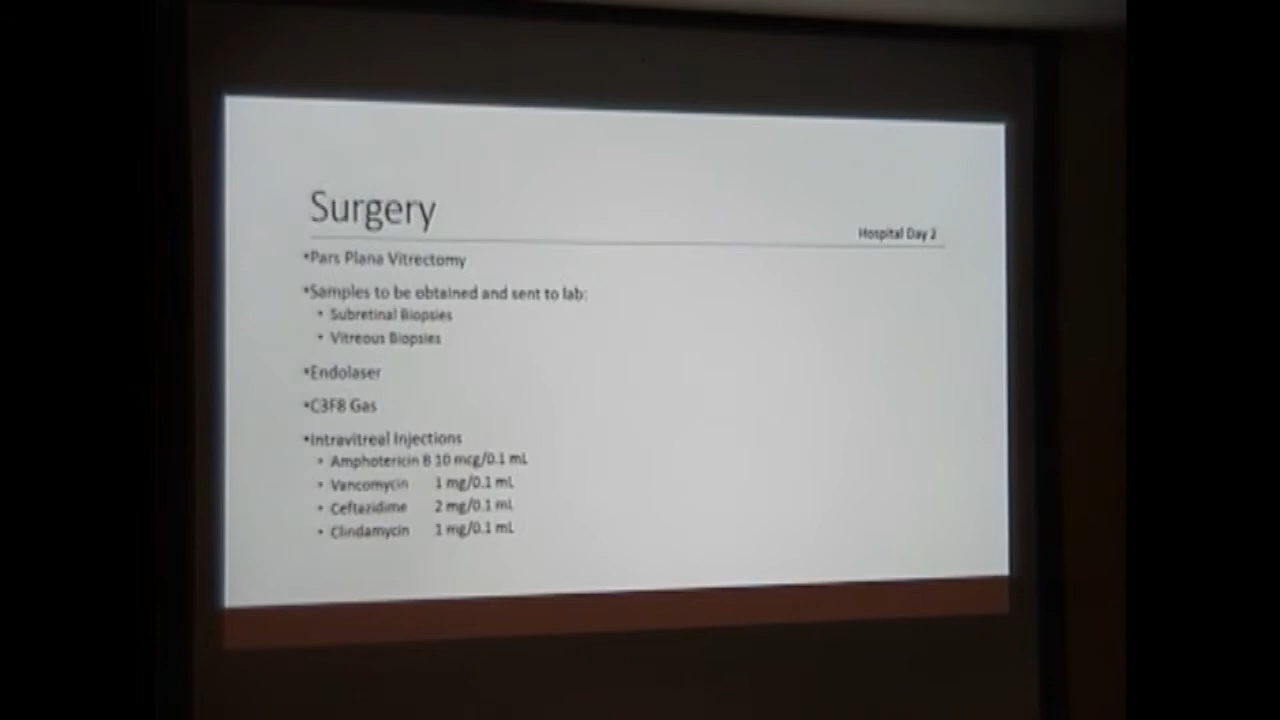 Surgery
Hospital Day 2
•Pars Plana Vitrectomy
•Samples to be obtained and sent to lab:
• Subretinal Biopsies
• Vitreous Biopsies
•Endolaser
•C3F8 Gas
•Intravitreal Injections
• Amphotericin B 10 mcg/0.1 mL
• Vancomycin 1 mg/0.1 mL
• Ceftazidime 2 mg/0.1 mL
• Clindamycin 1 mg/0.1 mL